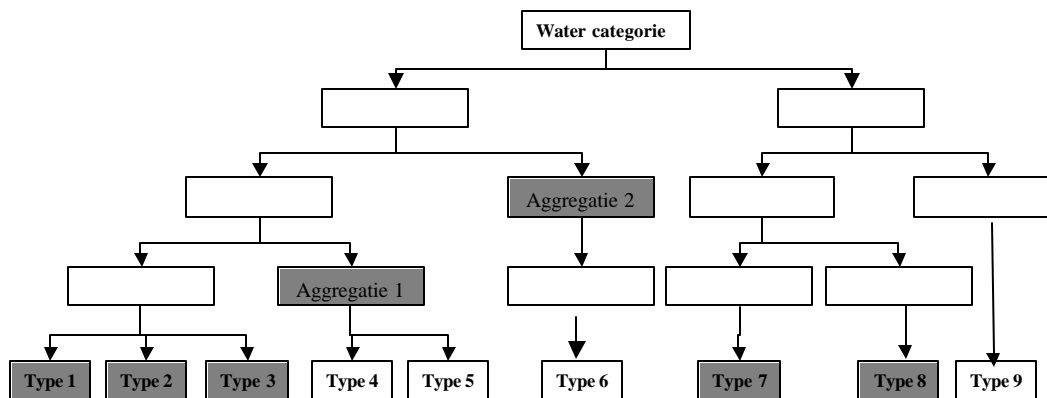 Water categorie
Aggregatie 2
Aggregatie 1
Type 1
Type 2
Type 3
Type 4
Type 5
Type 6
Type 7
Type 8
Type 9